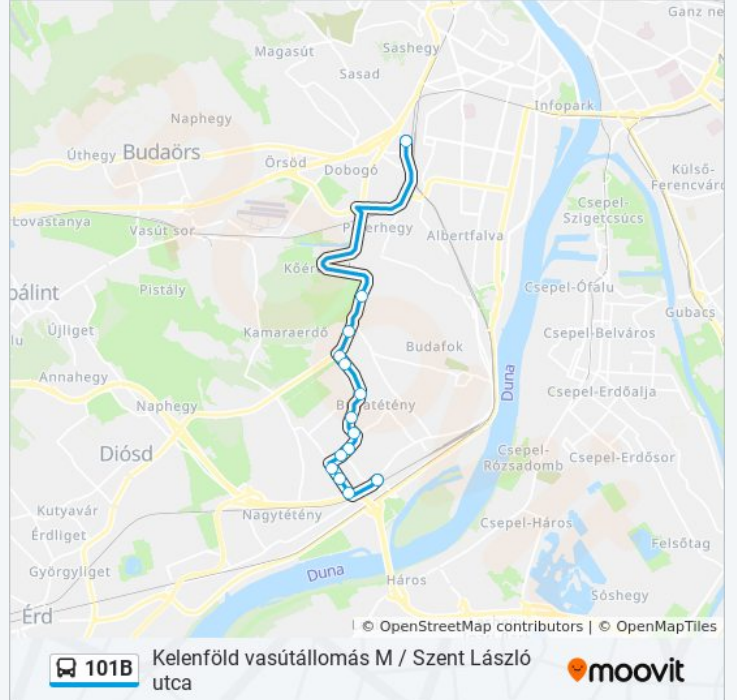 Ganz ne
Magasút
Sáshegy
Sasad
Infopark
Naphegy
Úthegy
Budaörs
Örsöd
Dobogó
Külső-
Ferencváro
Csepel-
Szigetcsúcs
Lovastanya
Vasút sor
Albertfalva
pálint
Pistály
Csepel-Ófalu
Gubacs
Újliget
Kamaraerdő
Budafok
Csepel-Belváros
Annahegy
Naphegy
Duna
Csepel-Erdőalja
Diósd
Csepel-
Rózsadomb
Csepel-Erdősor
Kutyavár
Nagytétény
Csepel-Háros
Érdliget
Felsőtag
Györgyliget
Duna
Háros
Sóshegy
Érd
© OpenStreetMap contributors | © OpenMapTiles
101B
Kelenföld vasútállomás M / Szent László
utca
moovit